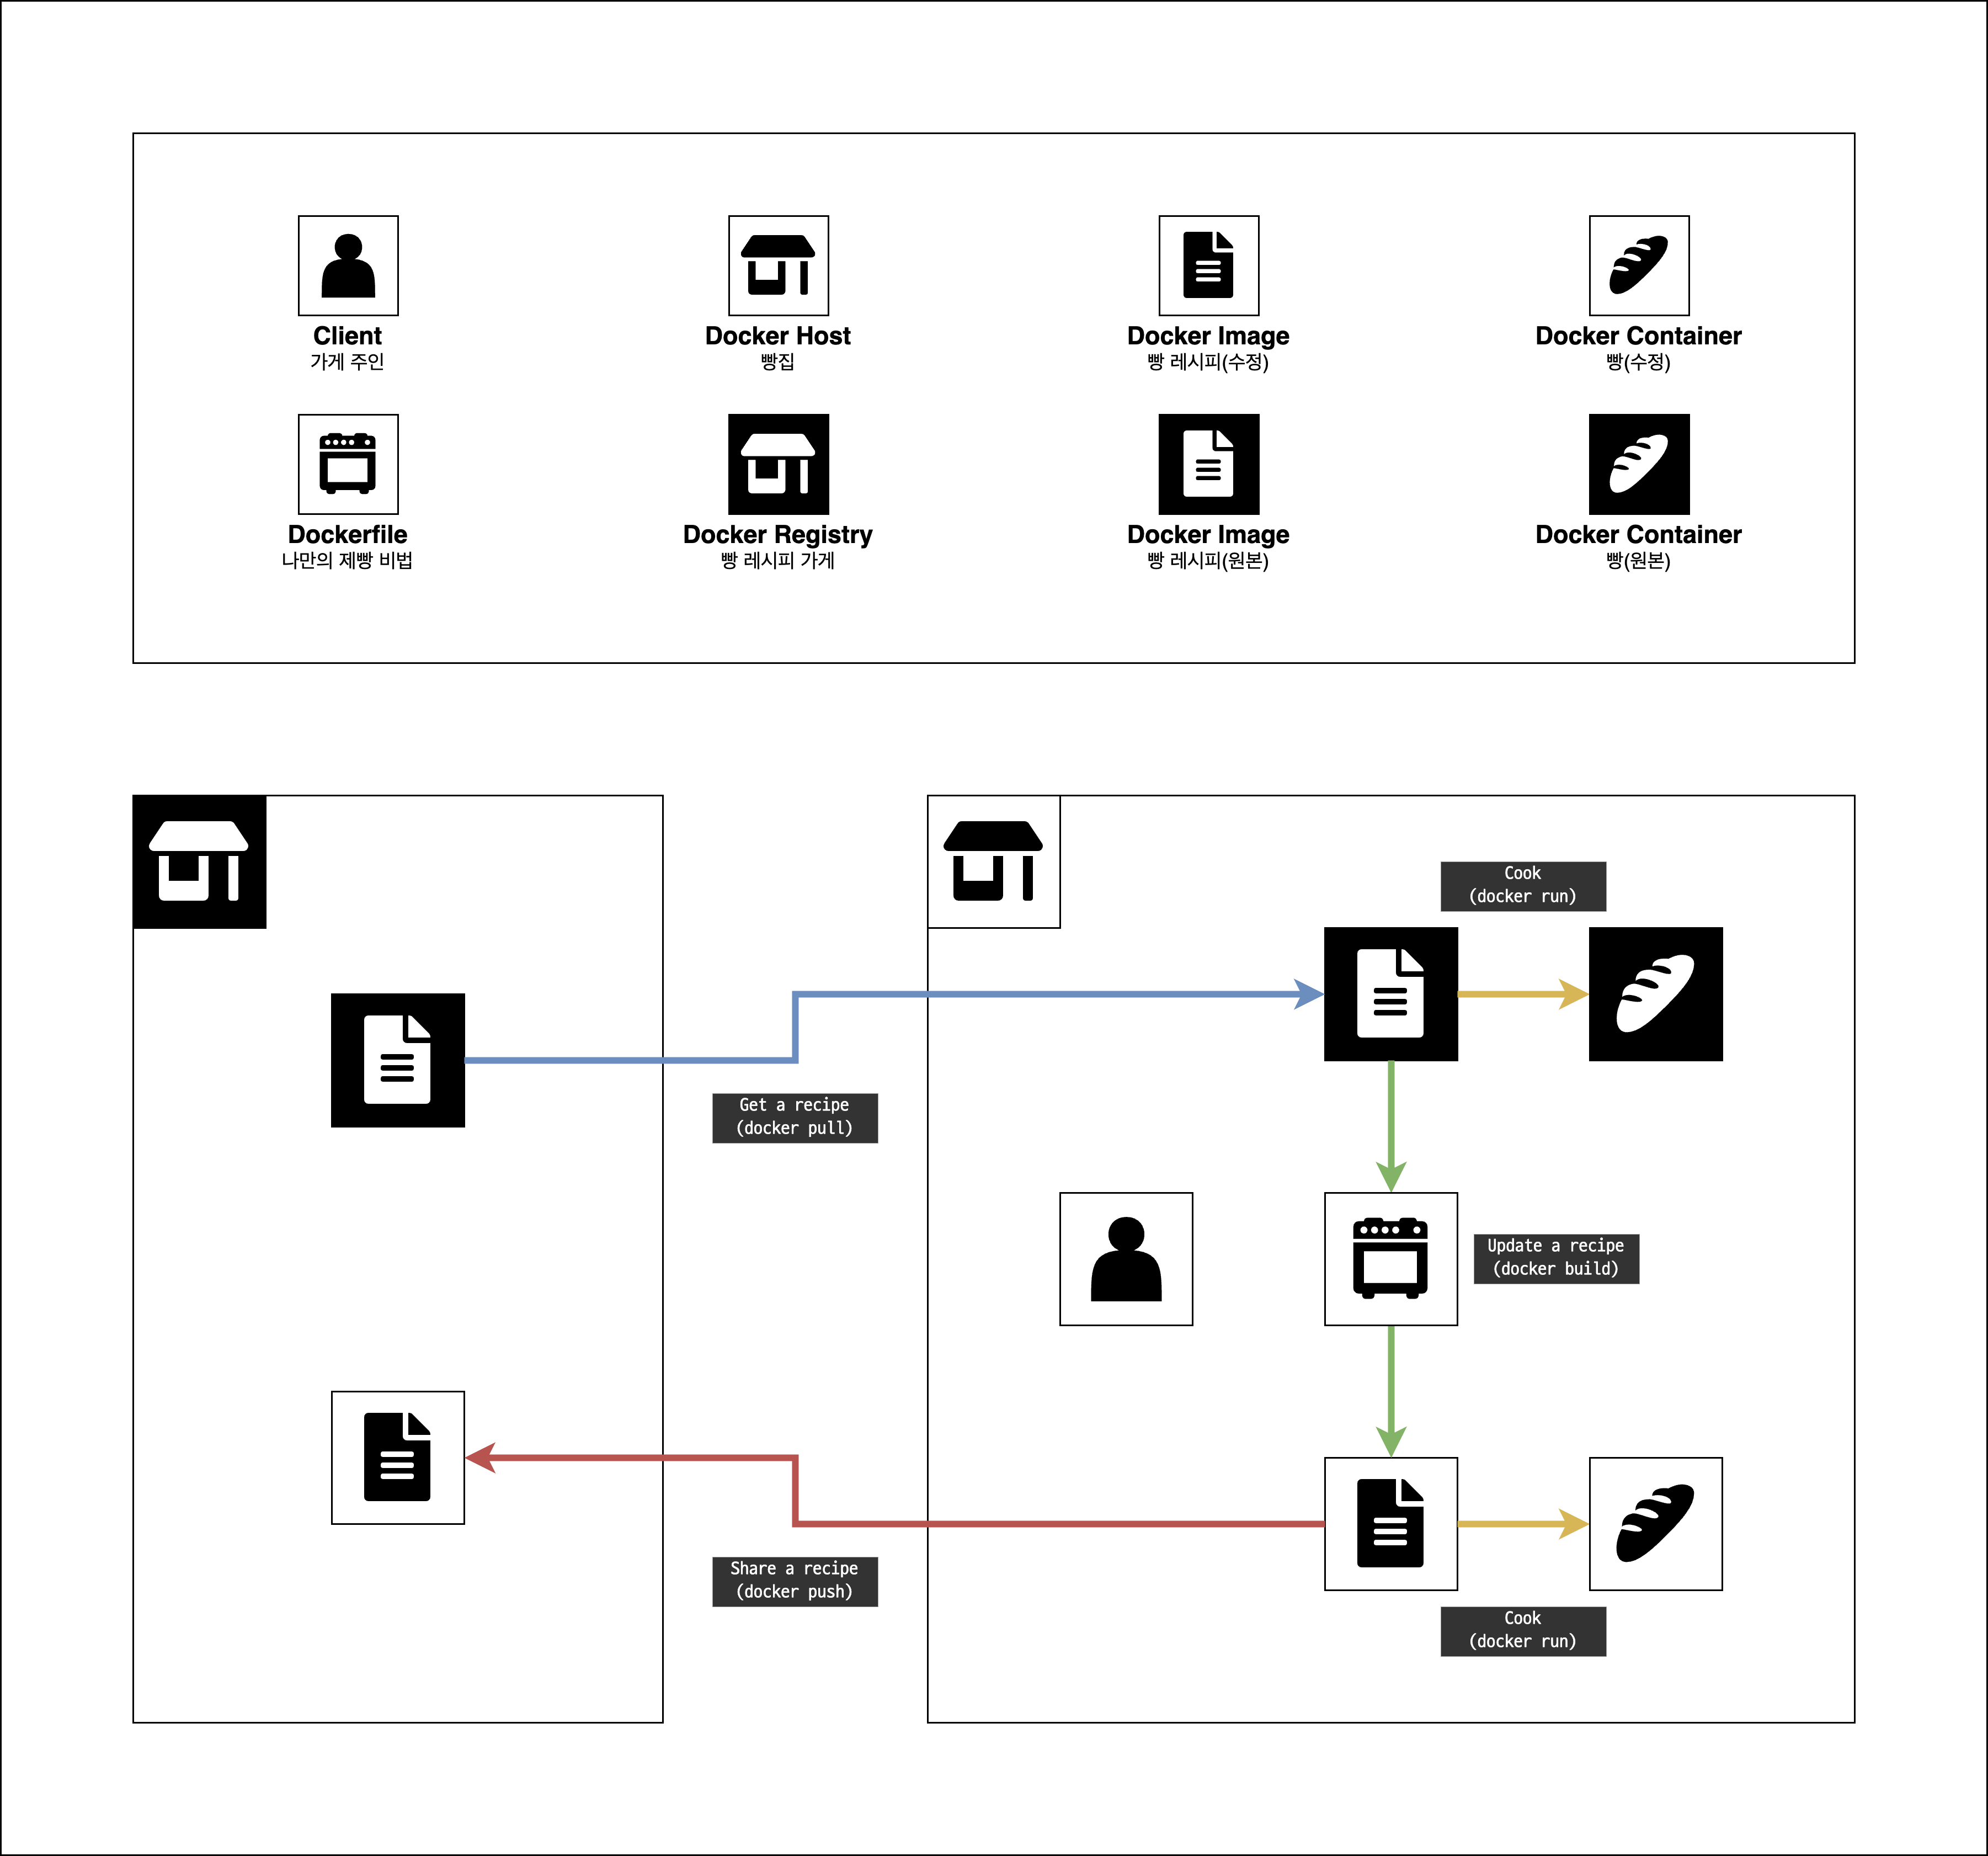 Client
가게 주인
Docker Host
빵집
Docker Image
빵 레시피(수정)
Docker Container
빵(수정)
Dockerfile
나만의 제빵 비법
Docker Registry
빵 레시피 가게
Docker Image
빵 레시피(원본)
Docker Container
빵(원본)
Cook
(docker run)
Get a recipe
(docker pull)
Update a recipe
(docker build)
Share a recipe
(docker push)
Cook
(docker run)